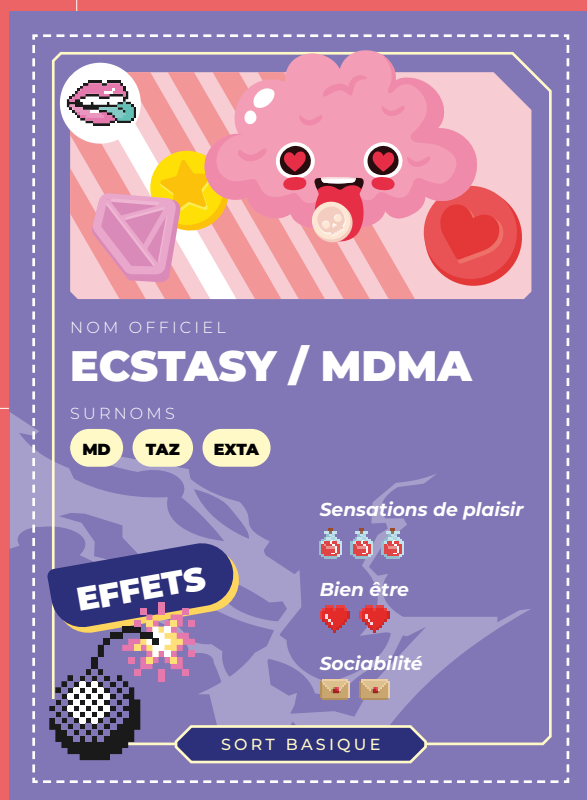 NOM OFFICIEL
ECSTASY / MDMA
SURNOMS
MD TAZ EXTA
Sensations de plaisir
EFFETS
Bien être
Sociabilité
SORT BASIQUE